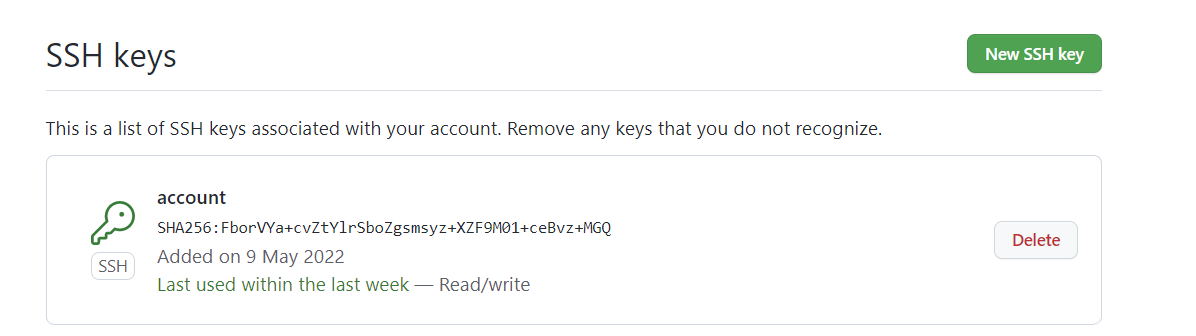 SSH keys
New SSH key
This is a list of SSH keys associated with your account. Remove any keys that you do not recognize.
account
SHA256:FborVYa+cvZtYlrSboZgsmsyz+XZF9M01+ceBvz+MGQ
Added on 9 May 2022
Last used within the last week — Read/write
SSH
Delete